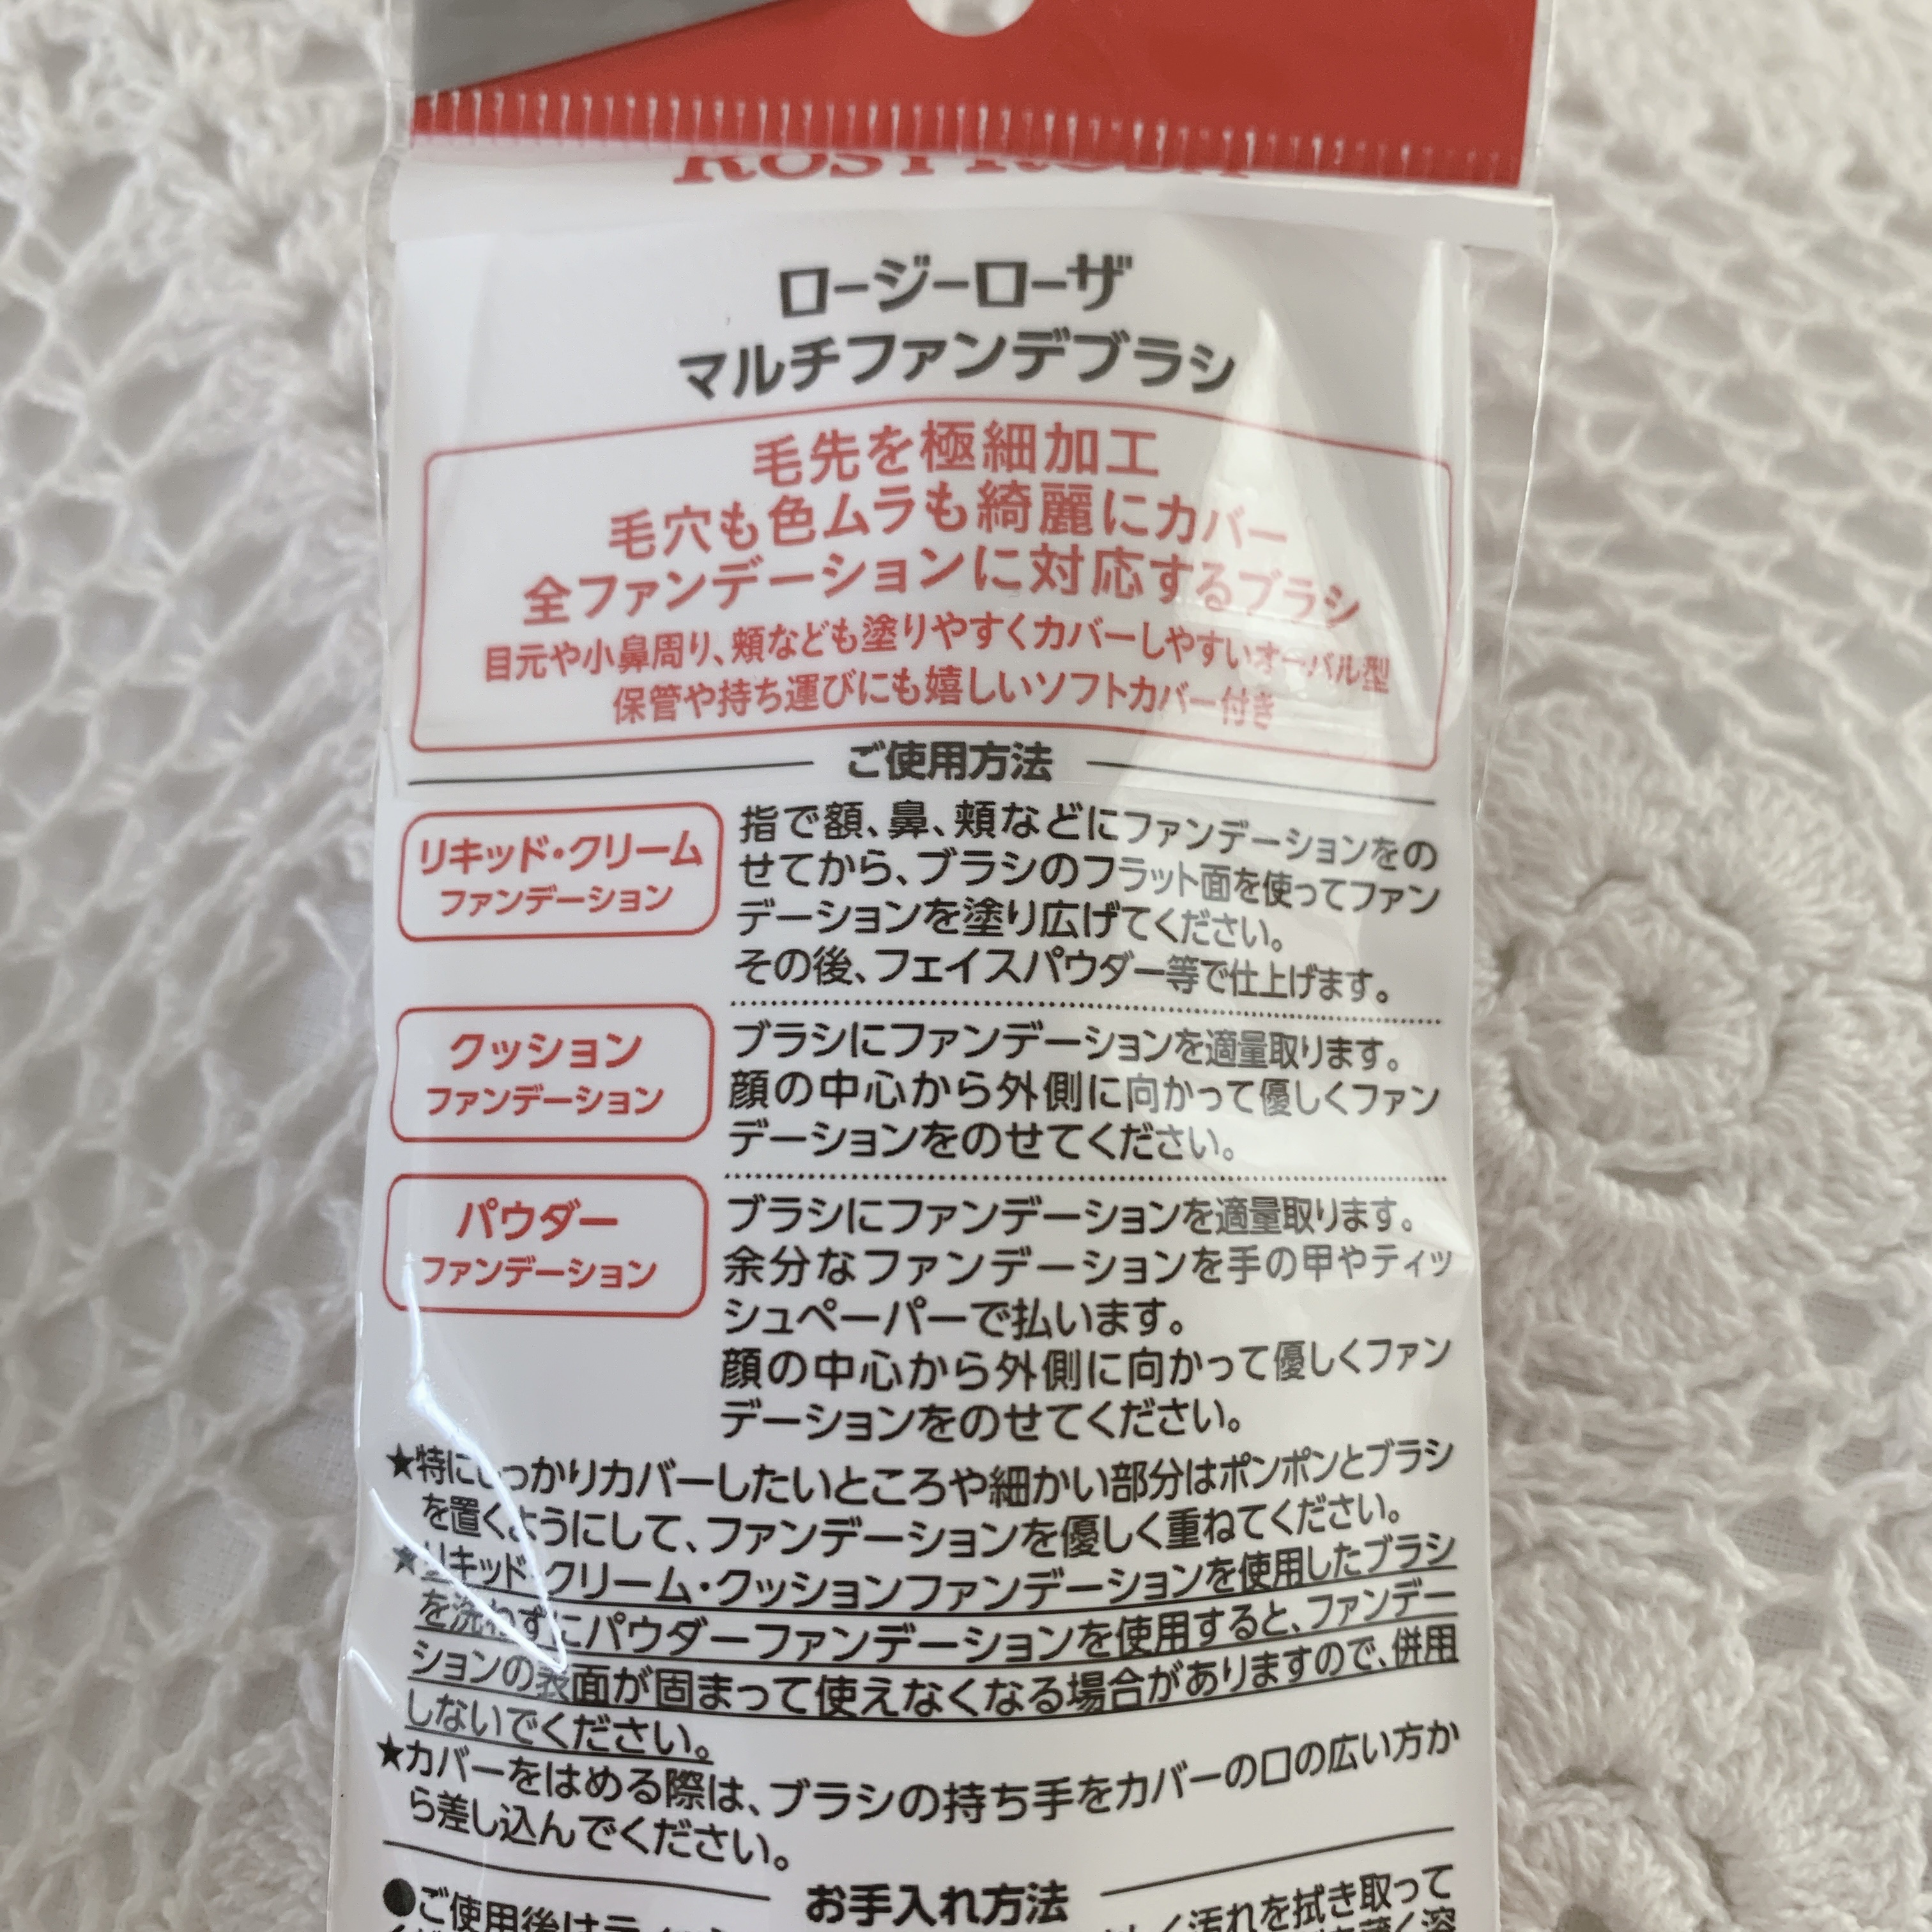 ロージーローザ
マルチファンデブラシ
毛先を極細加工
毛穴も色ムラも綺麗にカバー
全ファンデーションに対応するブラシ
目元や小鼻周り、頬なども塗りやすくカバーしやすいオーバル型
保管や持ち運びにも嬉しいソフトカバー付き
ご使用方法
リキッド・クリーム
ファンデーション
指で額、鼻、頬などにファンデーションをの
せてから、ブラシのフラット面を使ってファン
デーションを塗り広げてください。
その後、フェイスパウダー等で仕上げます。
クッション
ファンデーション
ブラシにファンデーションを適量取ります。
顔の中心から外側に向かって優しくファン
デーションをのせてください。
パウダー
ファンデーション
ブラシにファンデーションを適量取ります。
余分なファンデーションを手の甲やティッ
シュペーパーで払います。
顔の中心から外側に向かって優しくファン
デーションをのせてください。
★特にしっかりカバーしたいところや細かい部分はポンポンとブラシ
を置くようにして、ファンデーションを優しく重ねてください。
★リキッド・クリーム・クッションファンデーションを使用したブラシ
を洗わずにパウダーファンデーションを使用すると、ファンデー
ションの表面が固まって使えなくなる場合がありますので、併用
しないでください。
★カバーをはめる際は、ブラシの持ち手をカバーの口の広い方か
ら差し込んでください。
お手入れ方法
●ご使用後は
く汚れを拭き取って